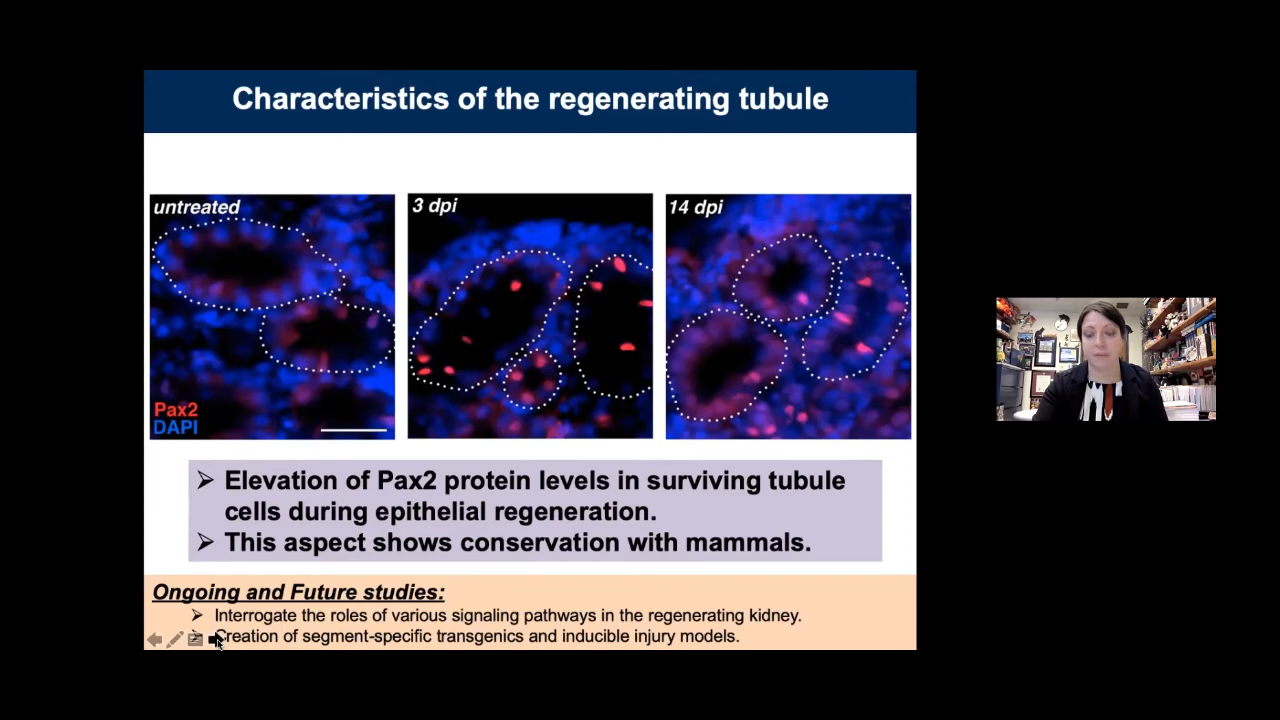 Characteristics of the regenerating tubule
untreated
3 dpi
14 dpi
Pax2
DAPI
➢ Elevation of Pax2 protein levels in surviving tubule
cells during epithelial regeneration.
➢ This aspect shows conservation with mammals.
Ongoing and Future studies:
➢ Interrogate the roles of various signaling pathways in the regenerating kidney.
➢ Creation of segment-specific transgenics and inducible injury models.